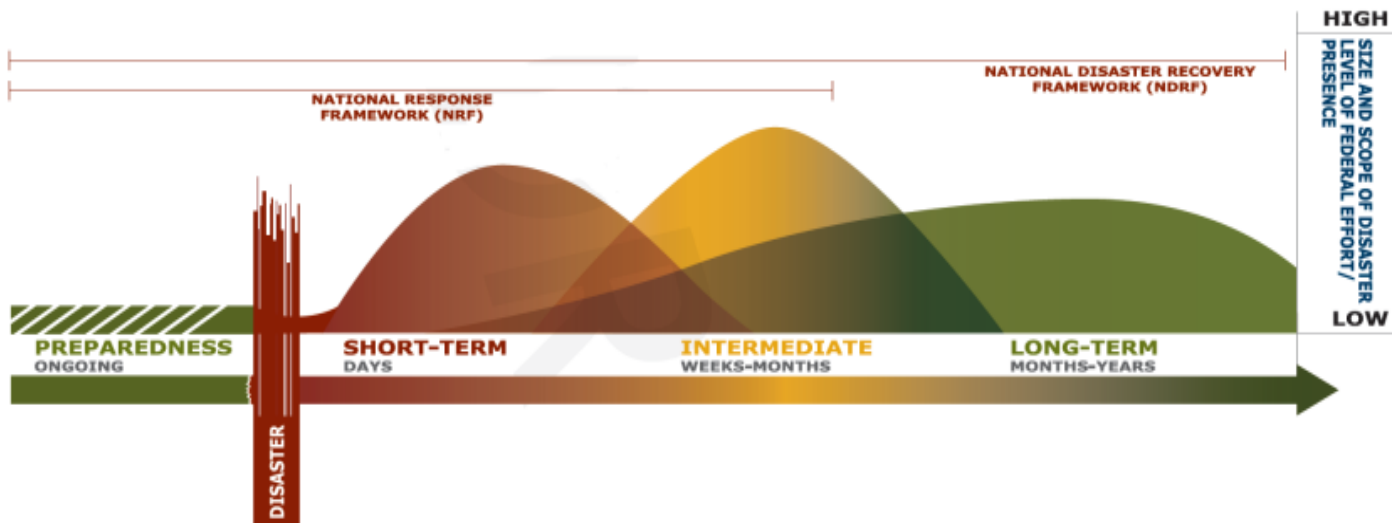 HIGH
SIZE AND SCOPE OF DISASTER
LEVEL OF FEDERAL EFFORT/
PRESENCE
NATIONAL DISASTER RECOVERY
FRAMEWORK (NDRF)
NATIONAL RESPONSE
FRAMEWORK (NRF)
LOW
PREPAREDNESS
ONGOING
SHORT-TERM
DAYS
INTERMEDIATE
WEEKS-MONTHS
LONG-TERM
MONTHS-YEARS
DISASTER